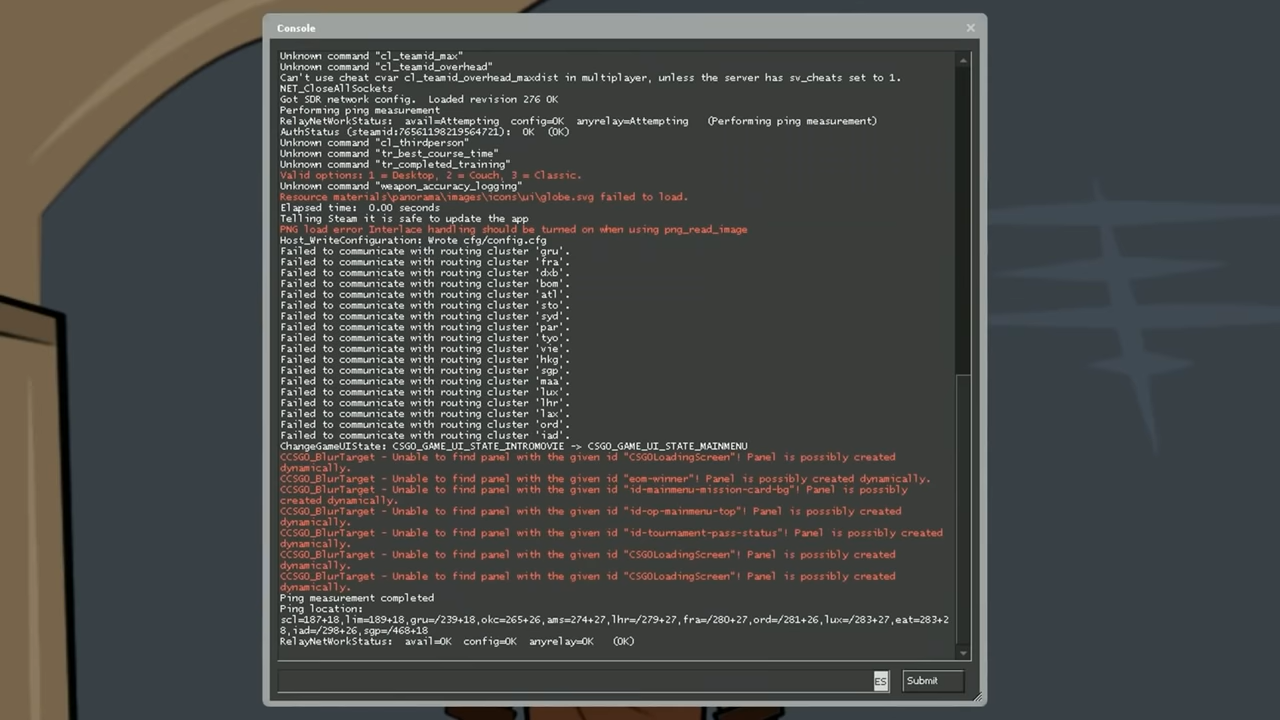 Console
Unknown command "cl_teamid_max"
Unknown command "cl_teamid_overhead"
Can't use cheat cvar cl_teamid_overhead_maxdist in multiplayer, unless the server has sv_cheats set to 1.
NET_CloseAllSockets
Got SDR network config.  Loaded revision 276 OK
Performing ping measurement
RelayNetWorkStatus:  avail=Attempting  config=OK  anyrelay=Attempting   (Performing ping measurement)
AuthStatus (steamid:76561198219564721):  OK  (OK)
Unknown command "cl_thirdperson"
Unknown command "tr_best_course_time"
Unknown command "tr_completed_training"
Valid options: 1 = Desktop, 2 = Couch, 3 = Classic.
Unknown command "weapon_accuracy_logging"
Resource materials\panorama\images\icons\ui\globe.svg failed to load.
Elapsed time:  0.00 seconds
Telling Steam it is safe to update the app
PNG load error Interlace handling should be turned on when using png_read_image
Host_WriteConfiguration: Wrote cfg/config.cfg
Failed to communicate with routing cluster 'gru'.
Failed to communicate with routing cluster 'fra'.
Failed to communicate with routing cluster 'dxb'.
Failed to communicate with routing cluster 'bom'.
Failed to communicate with routing cluster 'atl'.
Failed to communicate with routing cluster 'sto'.
Failed to communicate with routing cluster 'syd'.
Failed to communicate with routing cluster 'par'.
Failed to communicate with routing cluster 'tyo'.
Failed to communicate with routing cluster 'vie'.
Failed to communicate with routing cluster 'hkg'.
Failed to communicate with routing cluster 'sgp'.
Failed to communicate with routing cluster 'maa'.
Failed to communicate with routing cluster 'lux'.
Failed to communicate with routing cluster 'lhr'.
Failed to communicate with routing cluster 'lax'.
Failed to communicate with routing cluster 'ord'.
Failed to communicate with routing cluster 'iad'.
ChangeGameUIState: CSGO_GAME_UI_STATE_INTROMOVIE -> CSGO_GAME_UI_STATE_MAINMENU
CCSGO_BlurTarget - Unable to find panel with the given id "CSGOLoadingScreen"! Panel is possibly created
dynamically.
CCSGO_BlurTarget - Unable to find panel with the given id "eom-winner"! Panel is possibly created dynamically.
CCSGO_BlurTarget - Unable to find panel with the given id "id-mainmenu-mission-card-bg"! Panel is possibly
created dynamically.
CCSGO_BlurTarget - Unable to find panel with the given id "id-op-mainmenu-top"! Panel is possibly created
dynamically.
CCSGO_BlurTarget - Unable to find panel with the given id "id-tournament-pass-status"! Panel is possibly created
dynamically.
CCSGO_BlurTarget - Unable to find panel with the given id "CSGOLoadingScreen"! Panel is possibly created
dynamically.
CCSGO_BlurTarget - Unable to find panel with the given id "CSGOLoadingScreen"! Panel is possibly created
dynamically.
Ping measurement completed
Ping location:
scl=187+18,lim=189+18,gru=/239+18,okc=265+26,ams=274+27,lhr=/279+27,fra=/280+27,ord=/281+26,lux=/283+27,eat=283+2
8,iad=/298+26,sgp=/468+18
RelayNetWorkStatus:  avail=OK  config=OK  anyrelay=OK   (OK)
ES
Submit